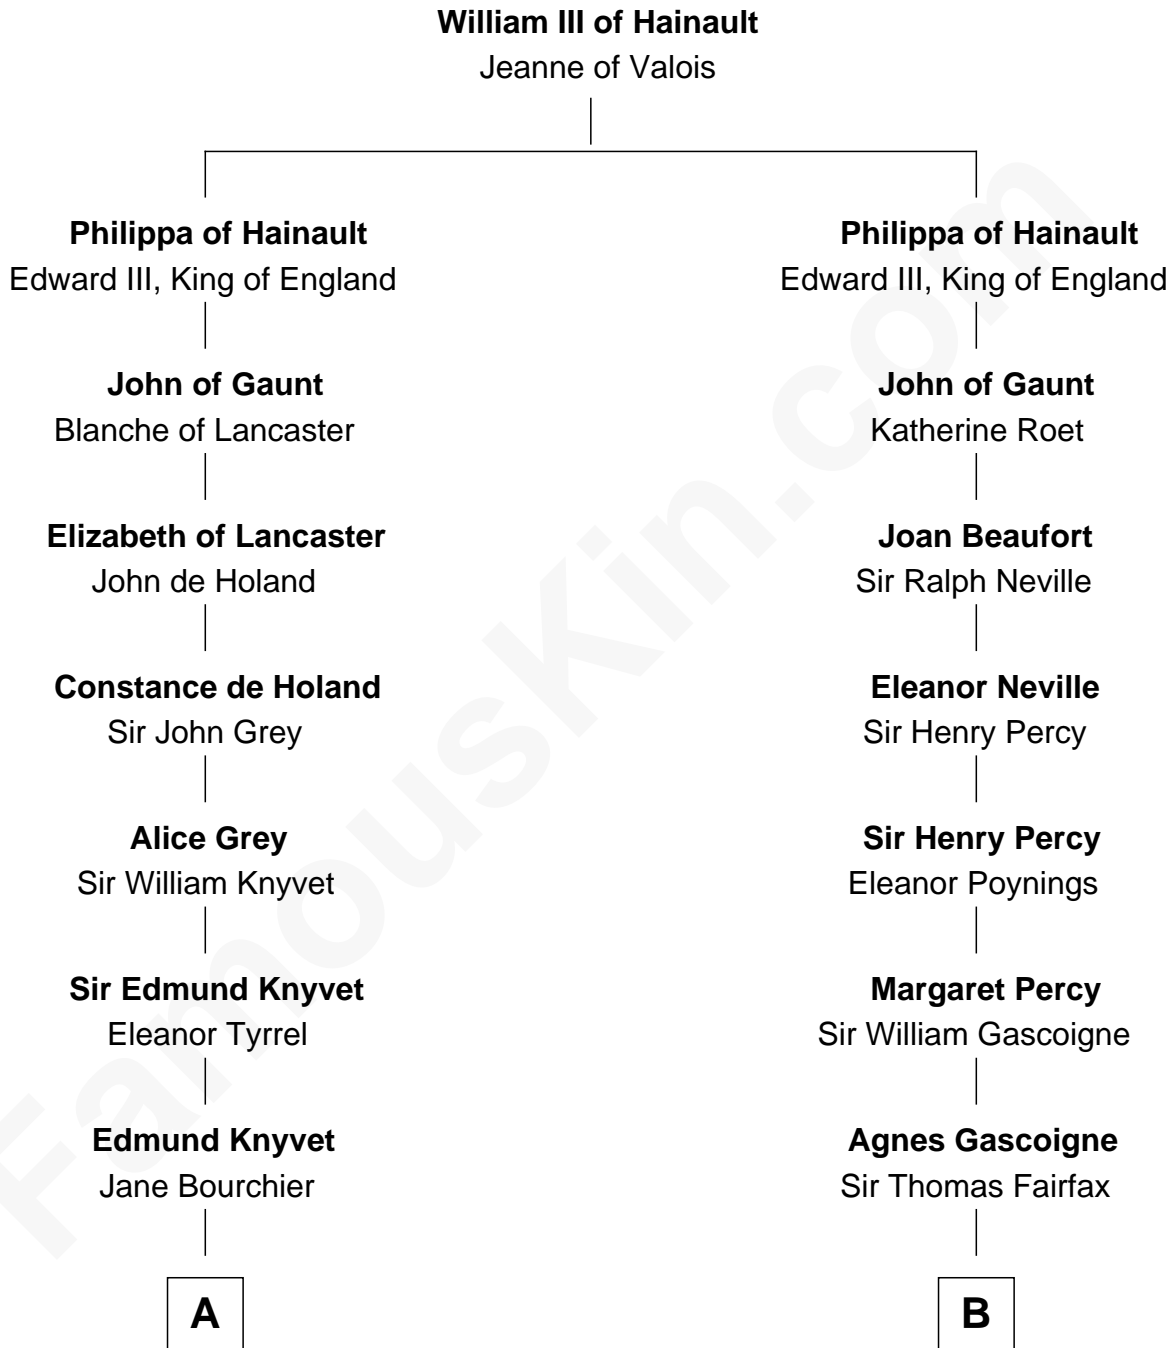 William III of Hainault
Jeanne of Valois
Philippa of Hainault
Edward III, King of England
John of Gaunt
Blanche of Lancaster
Elizabeth of Lancaster
John de Holand
Constance de Holand
Sir John Grey
Alice Grey
Sir William Knyvet
Sir Edmund Knyvet
Eleanor Tyrrel
Edmund Knyvet
Jane Bourchier
A
Philippa of Hainault
Edward III, King of England
John of Gaunt
Katherine Roet
Joan Beaufort
Sir Ralph Neville
Eleanor Neville
Sir Henry Percy
Sir Henry Percy
Eleanor Poynings
Margaret Percy
Sir William Gascoigne
Agnes Gascoigne
Sir Thomas Fairfax
B
FamousKin.com